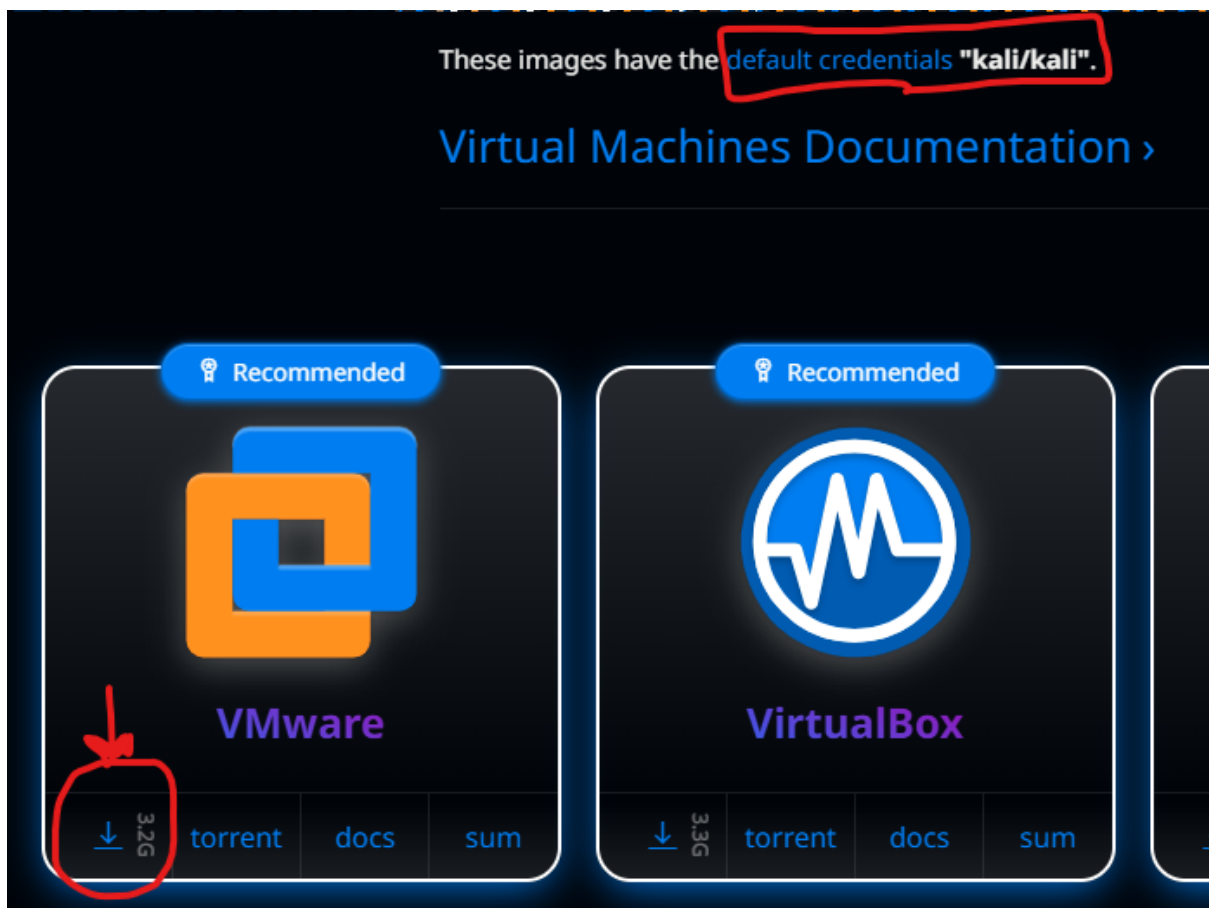 These images have the default credentials "kali/kali".
Virtual Machines Documentation ›
Recommended
VMware
3.2G
torrent
docs
sum
Recommended
VirtualBox
3.3G
torrent
docs
sum